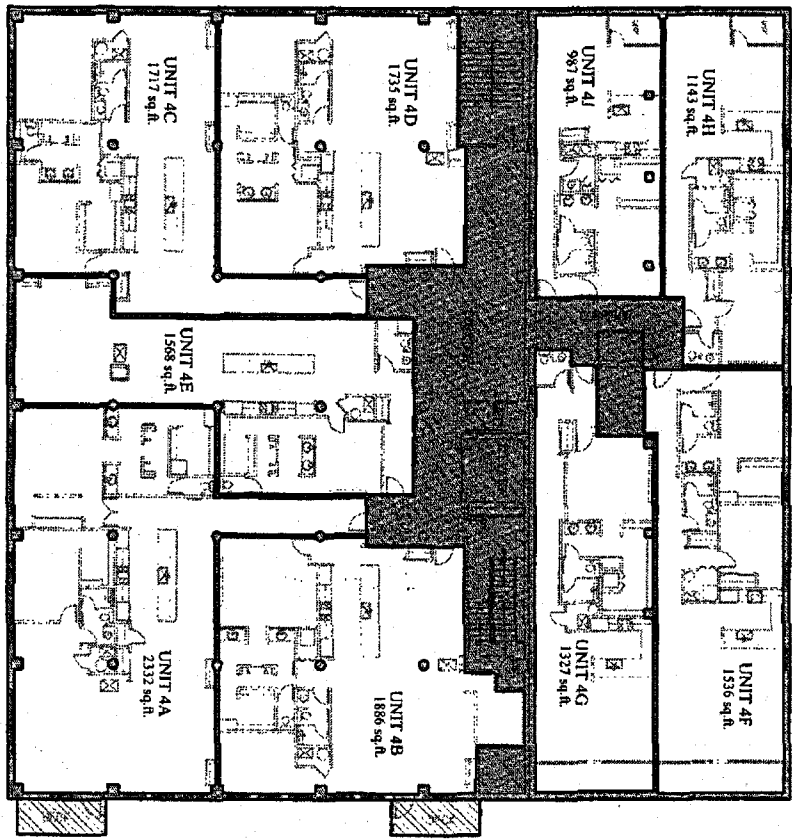 UNIT 4C
1717 sq.ft.
UNIT 4D
1735 sq.ft.
UNIT 4J
987 sq.ft.
UNIT 4H
1143 sq.ft.
UNIT 4E
1568 sq.ft.
UNIT 4A
2332 sq.ft.
UNIT 4B
1886 sq.ft.
UNIT 4G
1327 sq.ft.
UNIT 4F
1536 sq.ft.